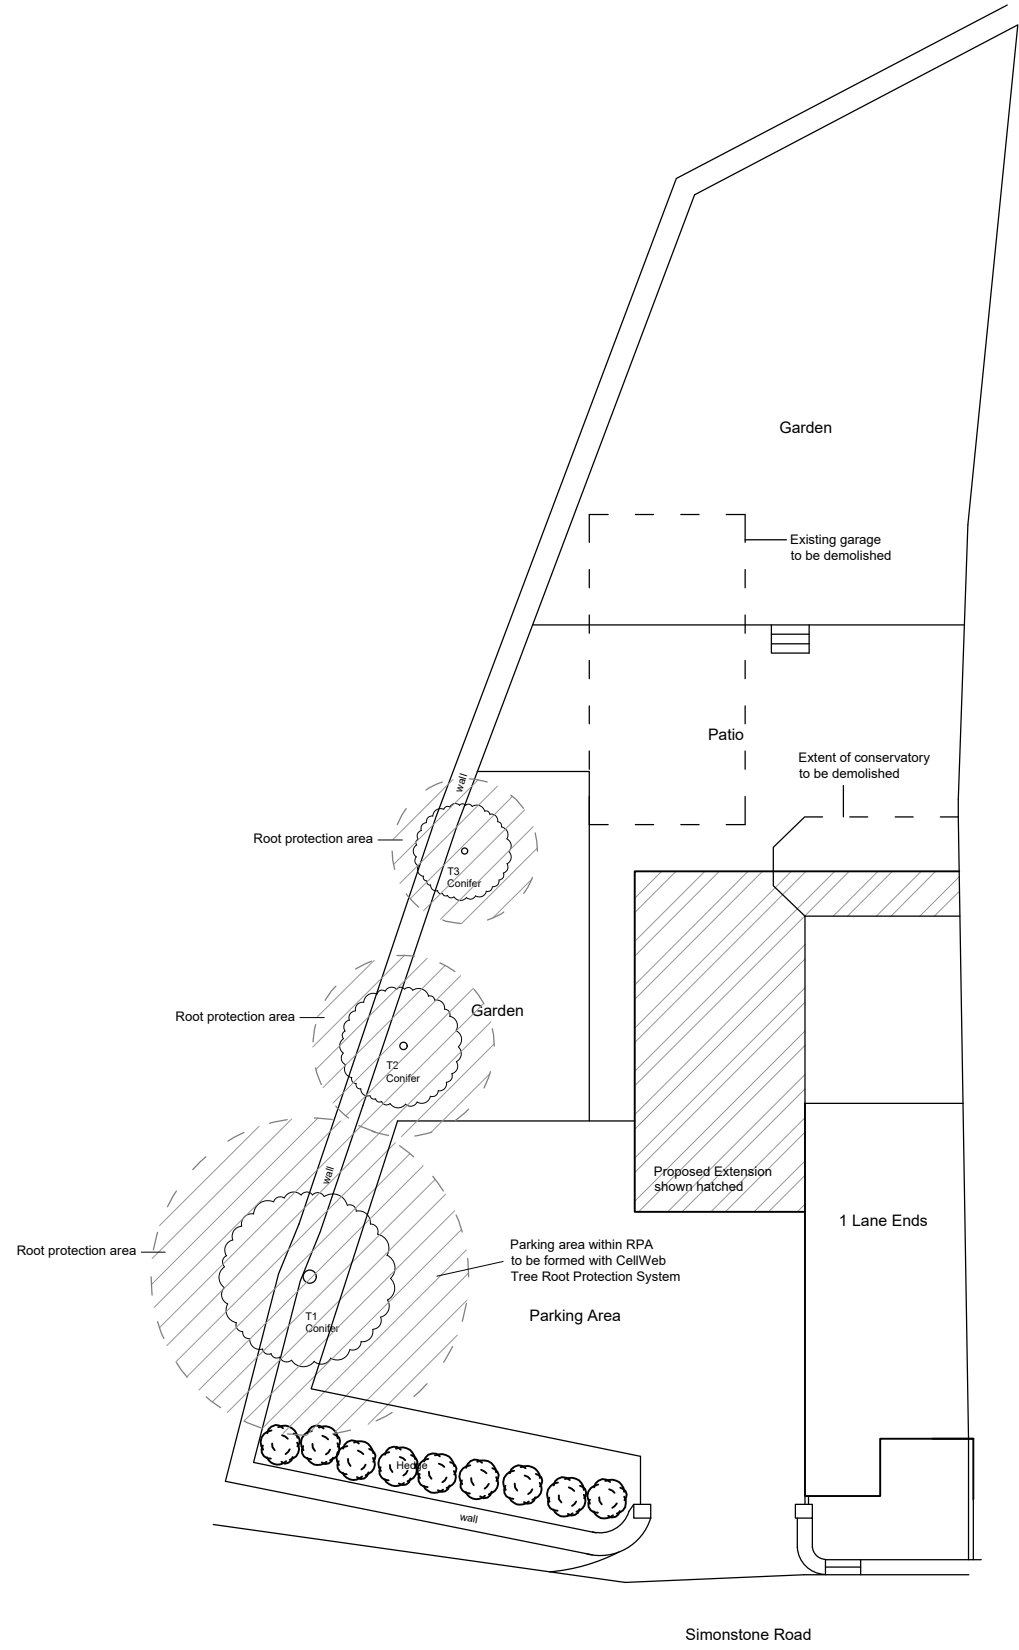 Garden
Existing garage
to be demolished
Patio
Extent of conservatory
to be demolished
wall
Root protection area
T3
Conifer
Root protection area
Garden
T2
Conifer
wall
Proposed Extension
shown hatched
1 Lane Ends
Root protection area
Parking area within RPA
to be formed with CellWeb
Tree Root Protection System
T1
Conifer
Parking Area
Hedge
wall
Simonstone Road